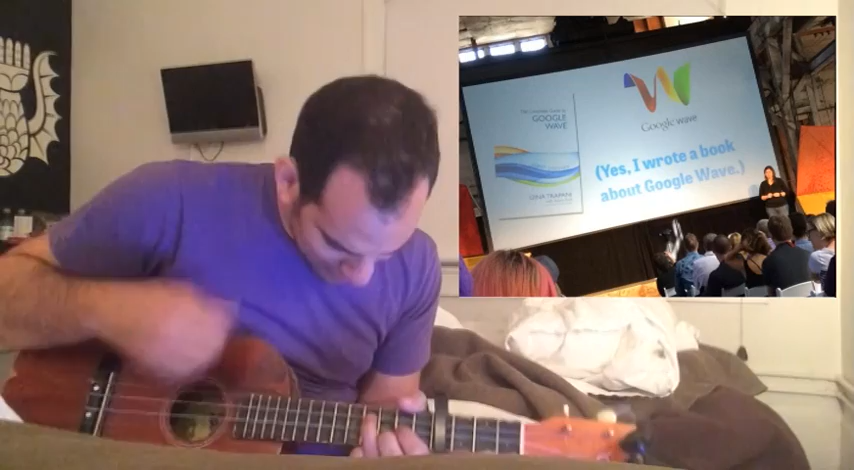 Google wave
GOOGLE
WAVE
GINA TRAPANI
(Yes, I wrote a book
about Google Wave.)